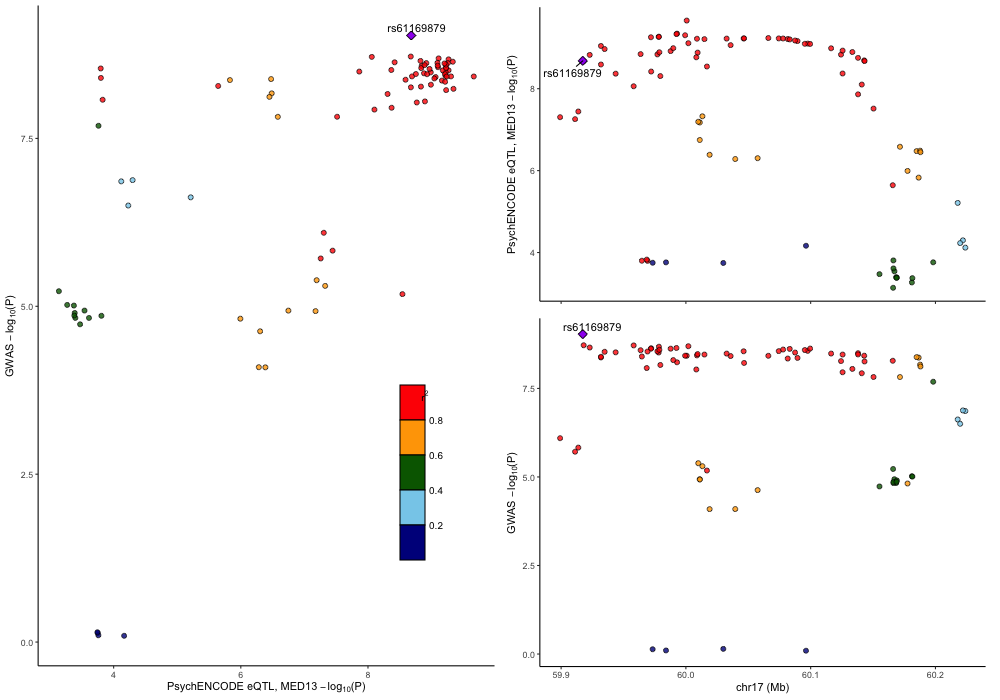 rs61169879
7.5
5.0
2.5
0.0
GWAS −log10(P)
4
6
8
PsychENCODE eQTL, MED13 −log10(P)
r2
0.8
0.6
0.4
0.2
rs61169879
8
6
4
PsychENCODE eQTL, MED13 −log10(P)
rs61169879
7.5
5.0
2.5
0.0
GWAS −log10(P)
59.9
60.0
60.1
60.2
chr17 (Mb)